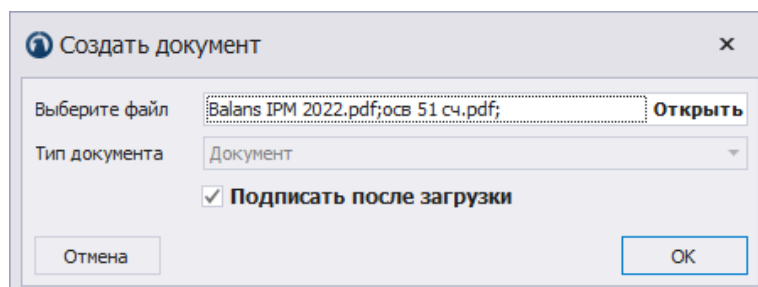 Создать документ
Выберите файл Balans IPM 2022.pdf;осв 51 сч.pdf; Открыть
Тип документа Документ
Подписать после загрузки
Отмена OK